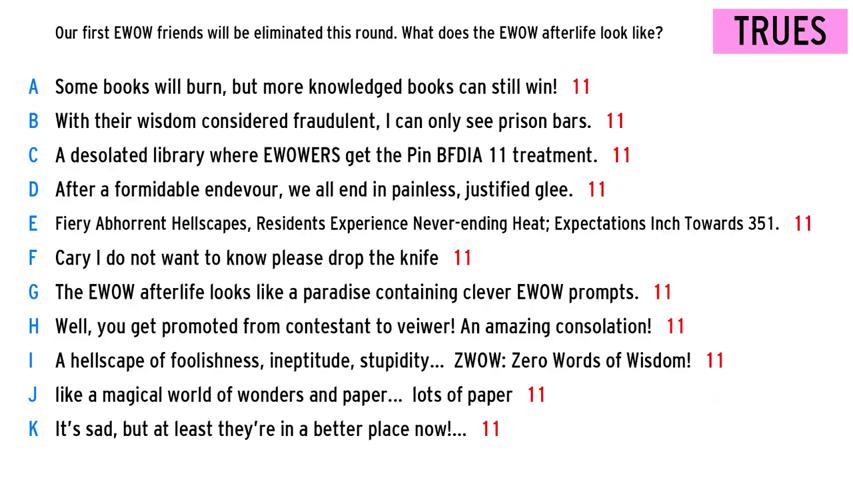 Our first EWOW friends will be eliminated this round. What does the EWOW afterlife look like?
TRUES
A Some books will burn, but more knowledged books can still win! 11
B With their wisdom considered fraudulent, I can only see prison bars. 11
C A desolated library where EWOWERS get the Pin BFDIA 11 treatment. 11
D After a formidable endevour, we all end in painless, justified glee. 11
E Fiery Abhorrent Hellscapes, Residents Experience Never-ending Heat; Expectations Inch Towards 351. 11
F Cary I do not want to know please drop the knife 11
G The EWOW afterlife looks like a paradise containing clever EWOW prompts. 11
H Well, you get promoted from contestant to veiwer! An amazing consolation! 11
I A hellscape of foolishness, ineptitude, stupidity... ZWOW: Zero Words of Wisdom! 11
J like a magical world of wonders and paper... lots of paper 11
K It's sad, but at least they're in a better place now!... 11